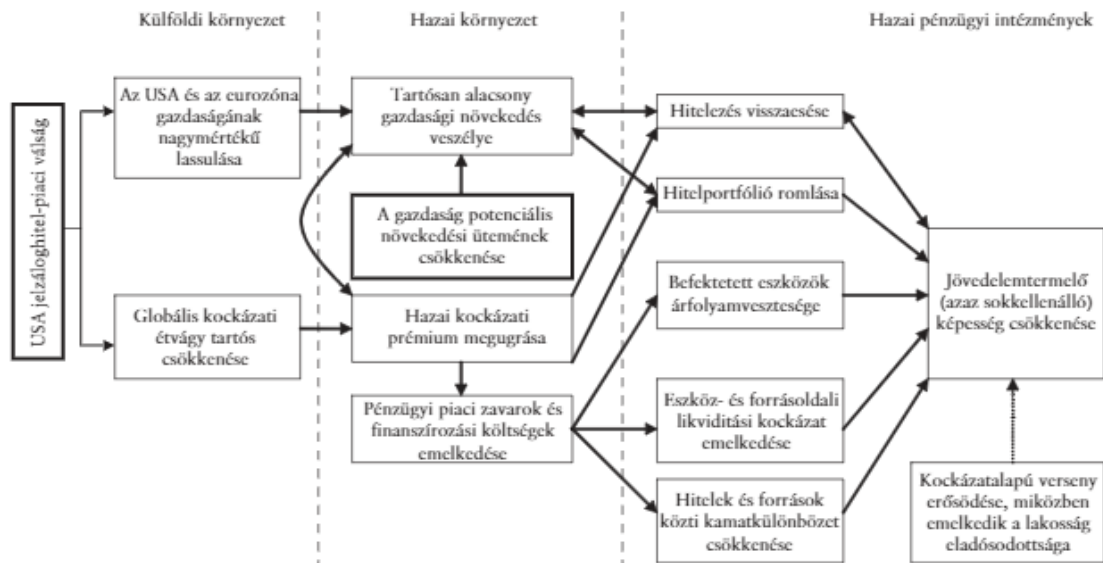 Külföldi környezet
Hazai környezet
Hazai pénzügyi intézmények
USA jelzáloghitel-piaci válság
Az USA és az eurozóna
gazdaságának
nagymértékű
lassulása
Globális kockázati
étvágy tartós
csökkenése
Tartósan alacsony
gazdasági növekedés
veszélye
A gazdaság potenciális
növekedési ütemének
csökkenése
Hazai kockázati
prémium megugrása
Pénzügyi piaci zavarok és
finanszírozási költségek
emelkedése
Hitelezés visszaesése
Hitelportfólió romlása
Befektetett eszközök
árfolyamvesztesége
Eszköz- és forrásoldali
likviditási kockázat
emelkedése
Hitelek és források
közti kamatkülönbözet
csökkenése
Jövedelemtermelő
(azaz sokkellenálló)
képesség csökkenése
Kockázatalapú verseny
erősödése, miközben
emelkedik a lakosság
eladósodottsága